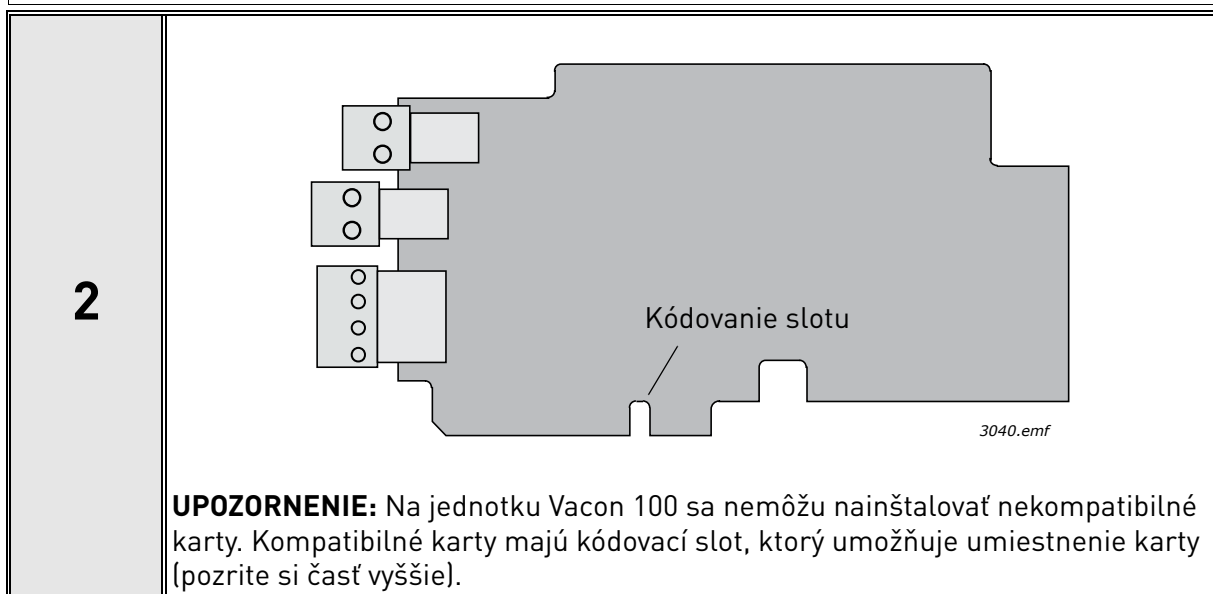 2
Kódovanie slotu
3040.emf
UPOZORNENIE: Na jednotku Vacon 100 sa nemôžu nainštalovať nekompatibilné
karty. Kompatibilné karty majú kódovací slot, ktorý umožňuje umiestnenie karty
(pozrite si časť vyššie).